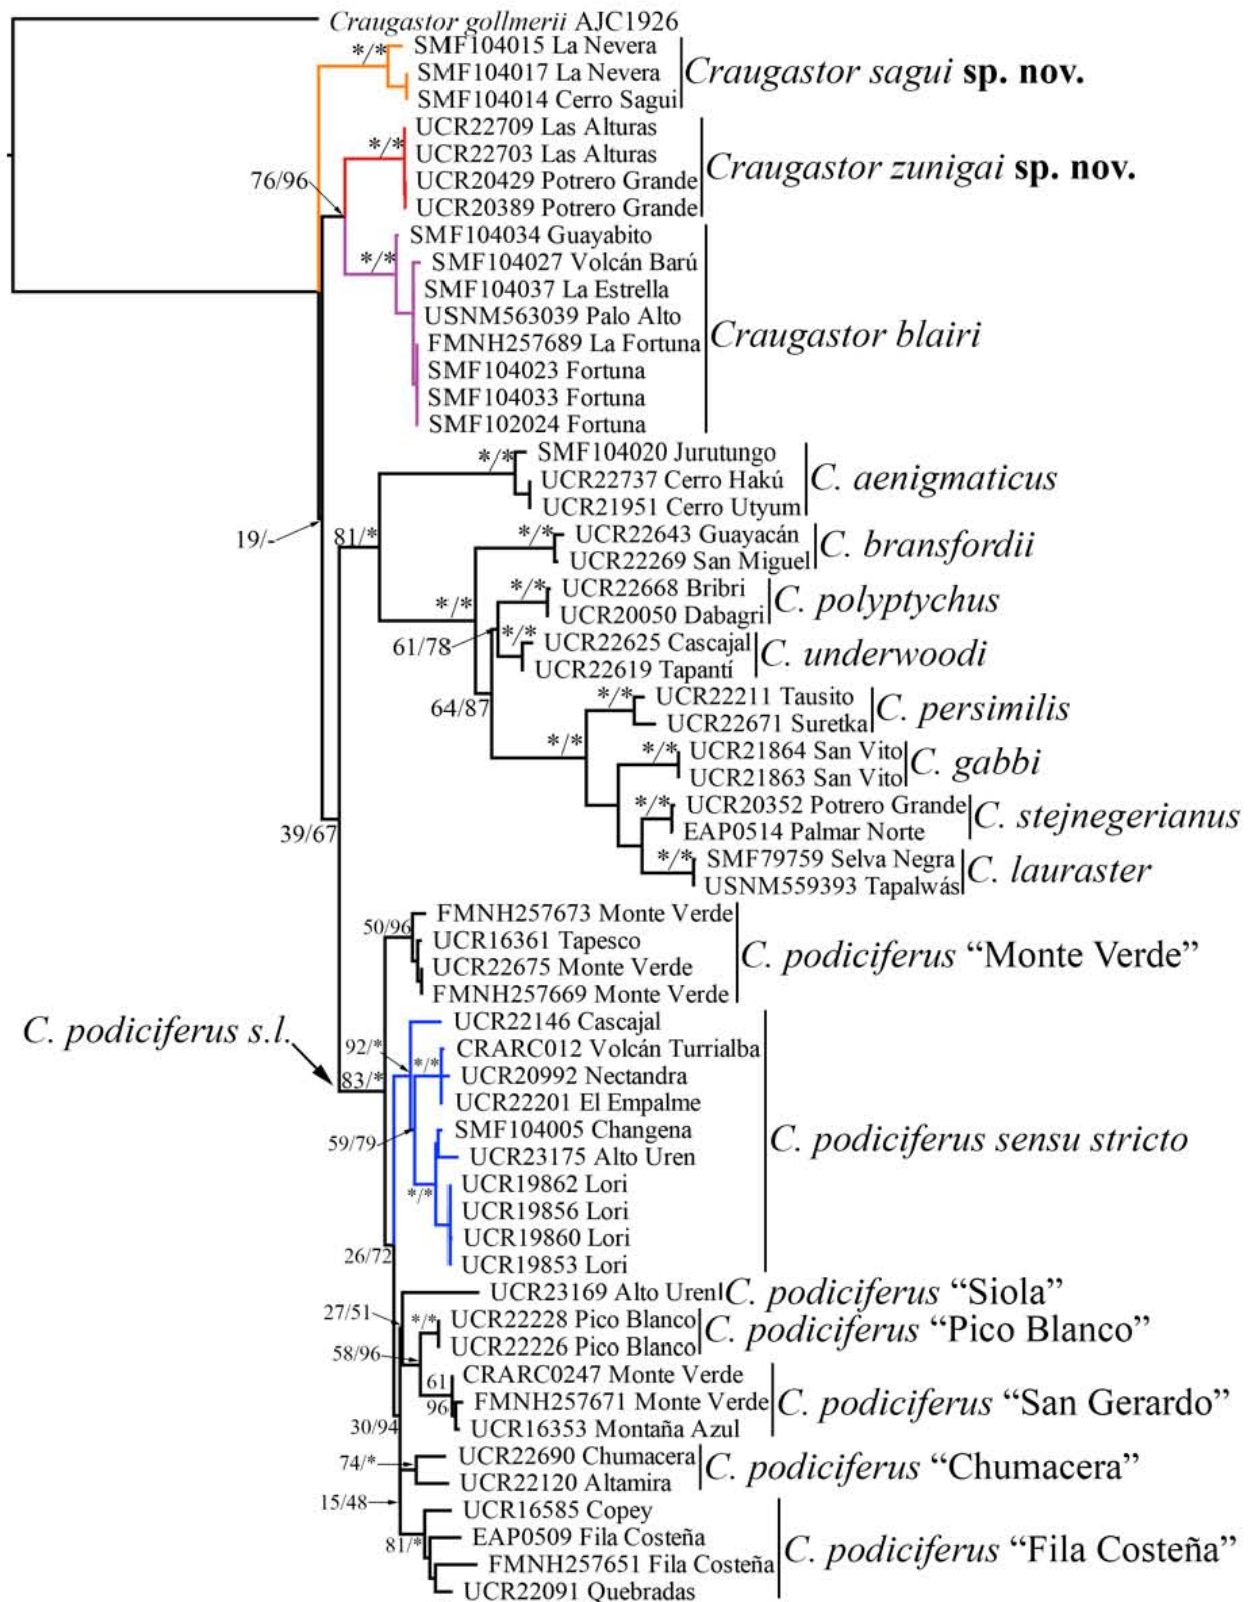 Craugastor gollmerii AJC1926
*/*
SMF104015 La Nevera
SMF104017 La Nevera
SMF104014 Cerro Sagui
Craugastor sagui sp. nov.
UCR22709 Las Alturas
*/*
UCR22703 Las Alturas
UCR20429 Potrero Grande
UCR20389 Potrero Grande
Craugastor zunigai sp. nov.
76/96
SMF104034 Guayabito
*/*
SMF104027 Volcán Barú
SMF104037 La Estrella
USNM563039 Palo Alto
FMNH257689 La Fortuna
SMF104023 Fortuna
SMF104033 Fortuna
SMF102024 Fortuna
Craugastor blairi
*/*
SMF104020 Jurutungo
UCR22737 Cerro Hakú
UCR21951 Cerro Utyum
C. aenigmaticus
19/-
81/*
*/*
UCR22643 Guayacán
UCR22269 San Miguel
C. bransfordii
*/*
*/*
UCR22668 Bribri
UCR20050 Dabagri
C. polyptychus
61/78
*/*
UCR22625 Cascajal
UCR22619 Tapantí
C. underwoodi
64/87
*/*
UCR22211 Tausito
UCR22671 Suretka
C. persimilis
*/*
*/*
UCR21864 San Vito
UCR21863 San Vito
C. gabbi
*/*
UCR20352 Potrero Grande
EAP0514 Palmar Norte
C. stejnegerianus
39/67
*/*
SMF79759 Selva Negra
USNM559393 Tapalwás
C. lauraster
50/96
FMNH257673 Monte Verde
UCR16361 Tapesco
UCR22675 Monte Verde
FMNH257669 Monte Verde
C. podiciferus “Monte Verde”
C. podiciferus s.l.
83/*
92/*
UCR22146 Cascajal
*/*
CRARC012 Volcán Turrialba
UCR20992 Nectandra
UCR22201 El Empalme
59/79
SMF104005 Changena
UCR23175 Alto Uren
*/*
UCR19862 Lori
UCR19856 Lori
UCR19860 Lori
UCR19853 Lori
C. podiciferus sensu stricto
26/72
UCR23169 Alto Uren
C. podiciferus “Siola”
27/51
*/*
UCR22228 Pico Blanco
UCR22226 Pico Blanco
C. podiciferus “Pico Blanco”
58/96
61
96
CRARC0247 Monte Verde
FMNH257671 Monte Verde
UCR16353 Montaña Azul
C. podiciferus “San Gerardo”
30/94
74/*
UCR22690 Chumacera
UCR22120 Altamira
C. podiciferus “Chumacera”
15/48
81/*
UCR16585 Copey
EAP0509 Fila Costeña
FMNH257651 Fila Costeña
UCR22091 Quebradas
C. podiciferus “Fila Costeña”